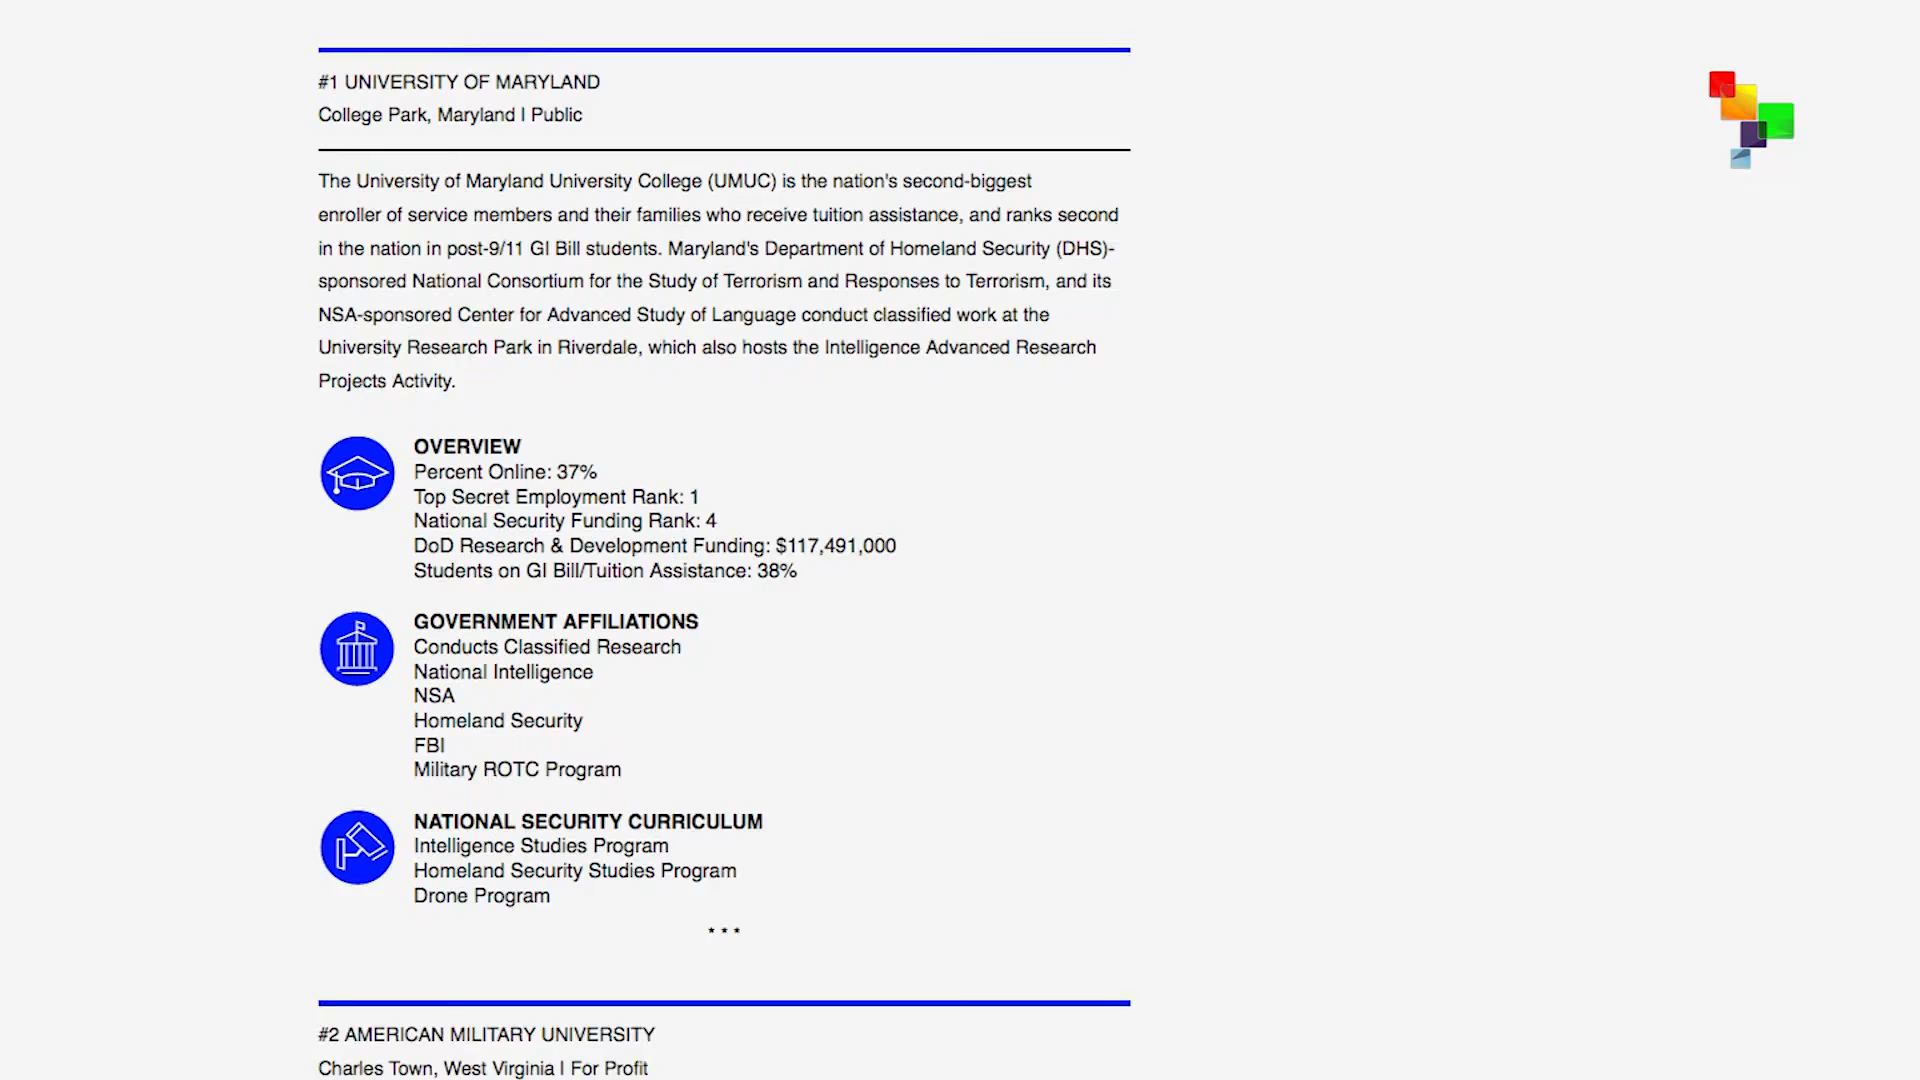 #1 UNIVERSITY OF MARYLAND
College Park, Maryland | Public
The University of Maryland University College (UMUC) is the nation's second-biggest
enroller of service members and their families who receive tuition assistance, and ranks second
in the nation in post-9/11 GI Bill students. Maryland's Department of Homeland Security (DHS)-
sponsored National Consortium for the Study of Terrorism and Responses to Terrorism, and its
NSA-sponsored Center for Advanced Study of Language conduct classified work at the
University Research Park in Riverdale, which also hosts the Intelligence Advanced Research
Projects Activity.
OVERVIEW
Percent Online: 37%
Top Secret Employment Rank: 1
National Security Funding Rank: 4
DoD Research & Development Funding: $117,491,000
Students on GI Bill/Tuition Assistance: 38%
GOVERNMENT AFFILIATIONS
Conducts Classified Research
National Intelligence
NSA
Homeland Security
FBI
Military ROTC Program
NATIONAL SECURITY CURRICULUM
Intelligence Studies Program
Homeland Security Studies Program
Drone Program
* * *
#2 AMERICAN MILITARY UNIVERSITY
Charles Town, West Virginia | For Profit